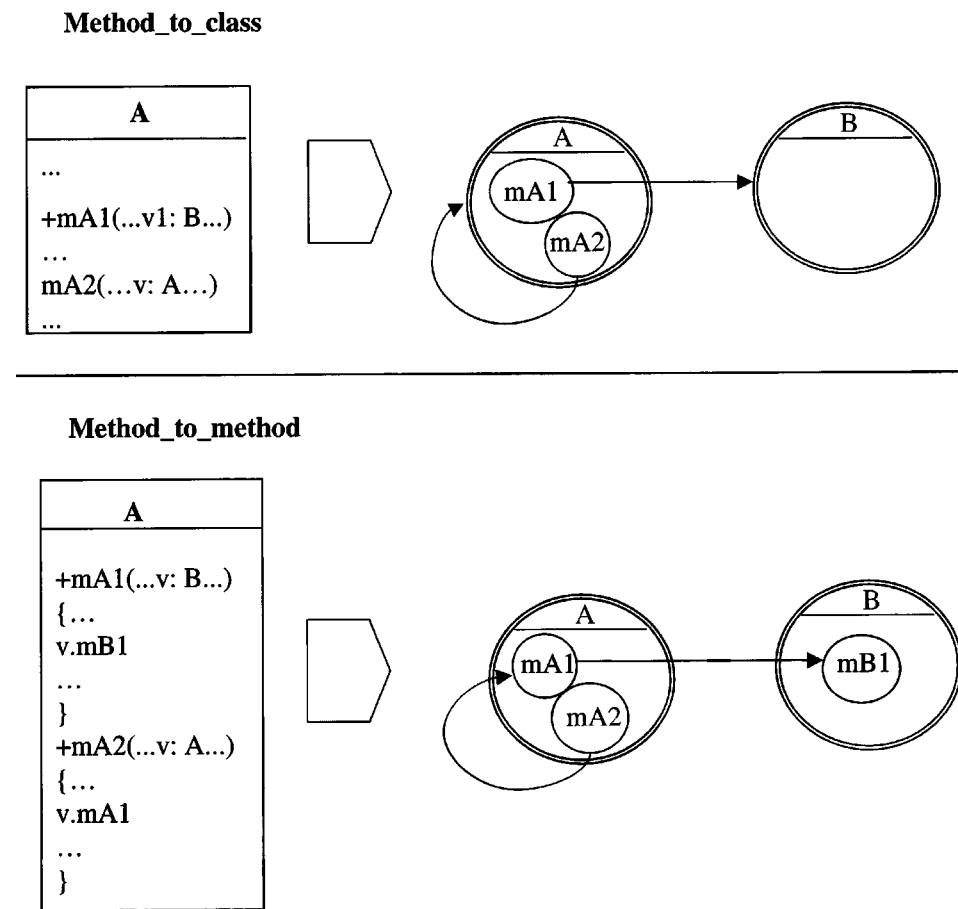 Method_to_class
A
...
+mA1(...v1: B...)
...
mA2(...v: A...)
...
A
mA1
mA2
B
Method_to_method
A
+mA1(...v: B...)
{...
v.mB1
...
}
+mA2(...v: A...)
{...
v.mA1
...
}
A
mA1
mA2
B
mB1